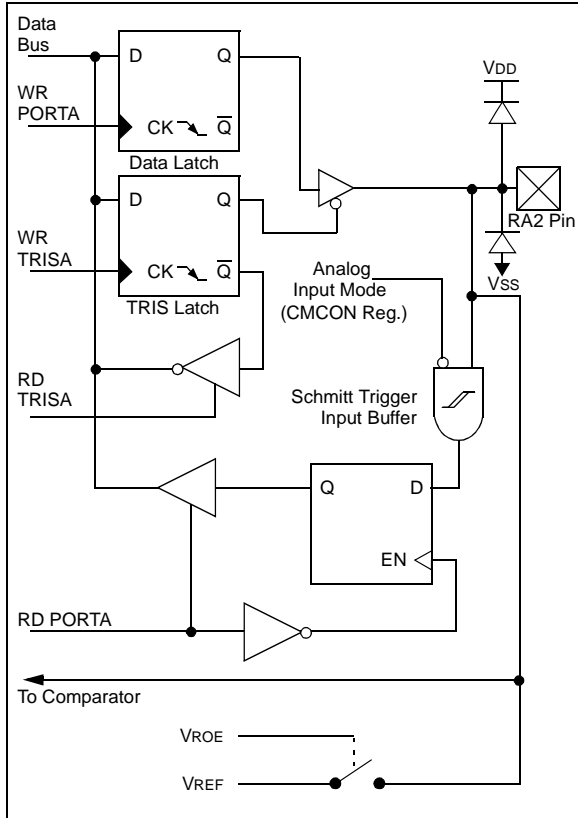 Data
Bus
D
Q
VDD
WR
PORTA
CK
Q
Data Latch
D
Q
RA2 Pin
WR
TRISA
CK
Q
TRIS Latch
VSS
Analog
Input Mode
(CMCON Reg.)
RD
TRISA
Schmitt Trigger
Input Buffer
Q
D
EN
RD PORTA
To Comparator
VROE
VREF